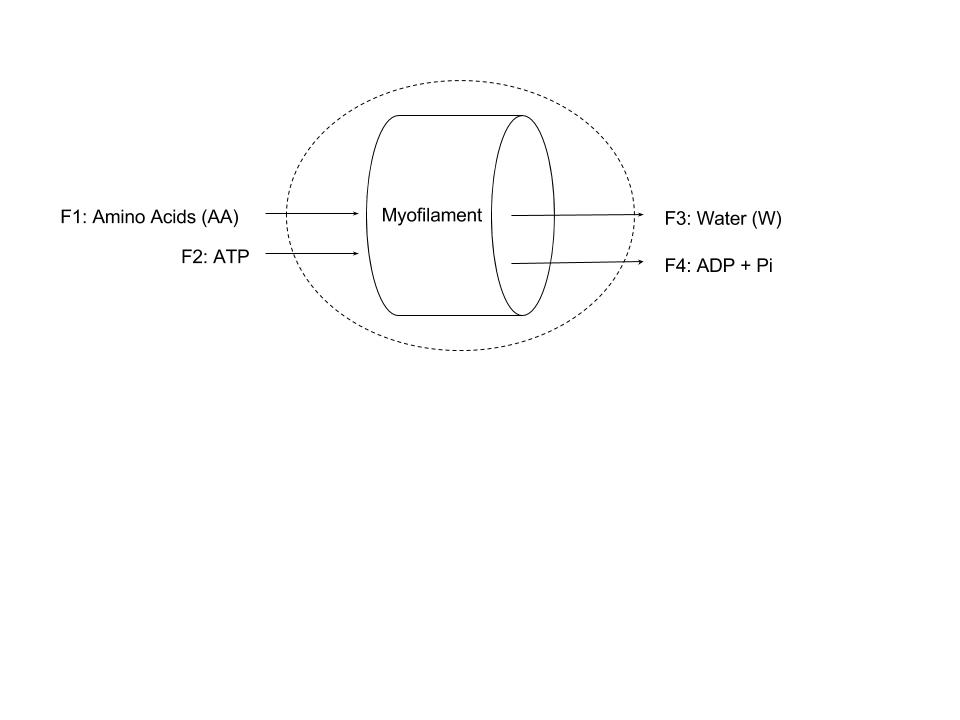 F1: Amino Acids (AA)
Myofilament
F3: Water (W)
F2: ATP
F4: ADP + Pi